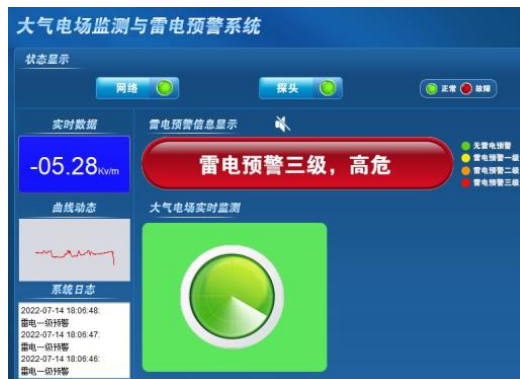 大气电场监测与雷电预警系统
状态显示
网络
探头
正常
故障
实时数据
雷电预警信息显示
-05.28Kv/m
雷电预警三级，高危
无雷电预警
雷电预警一级
雷电预警二级
雷电预警三级
曲线动态
大气电场实时监测
系统日志
2022-07-14 18:06:48:
雷电一级预警
2022-07-14 18:06:47:
雷电一级预警
2022-07-14 18:06:46:
雷电一级预警